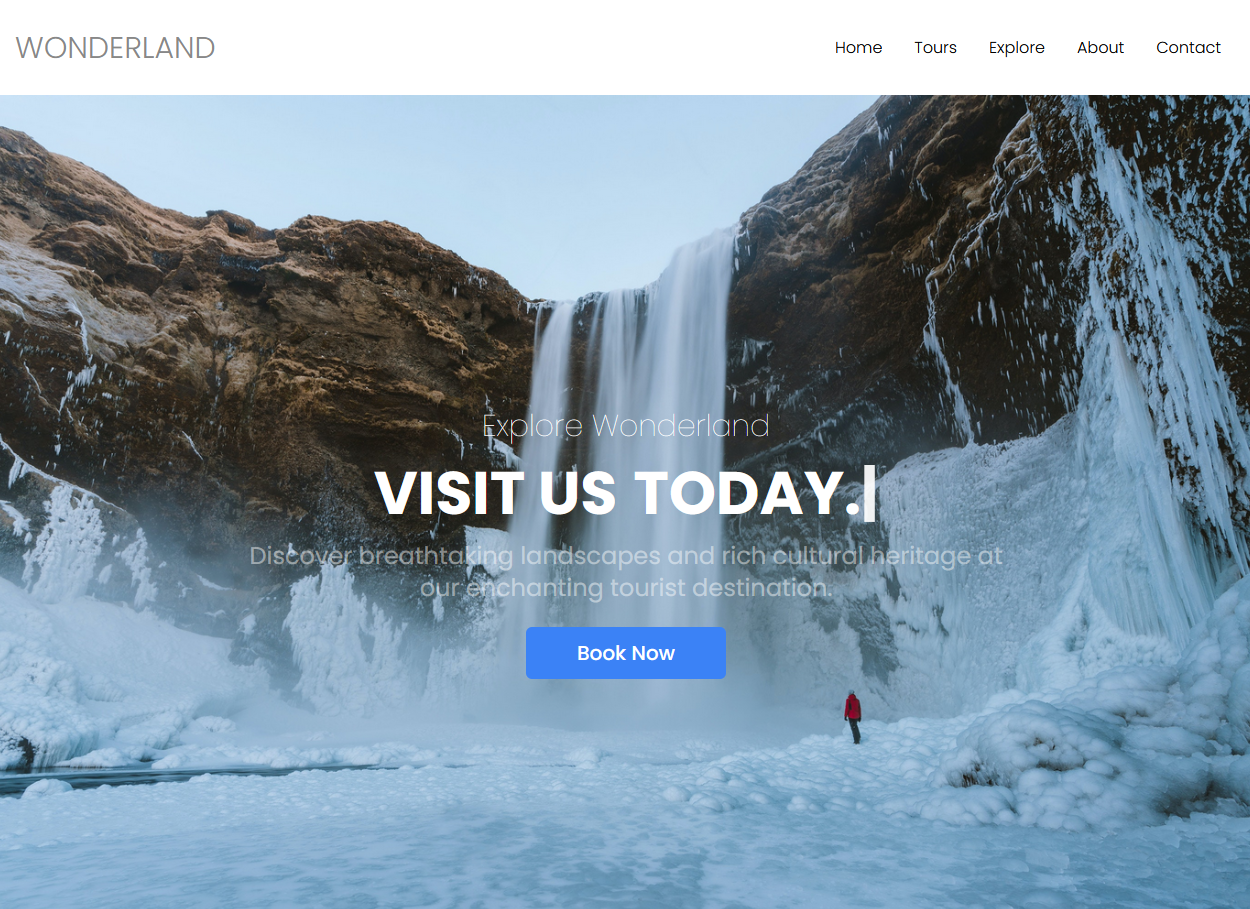 WONDERLAND
Home Tours Explore About Contact
Explore Wonderland
VISIT US TODAY.|
Discover breathtaking landscapes and rich cultural heritage at
our enchanting tourist destination.
Book Now